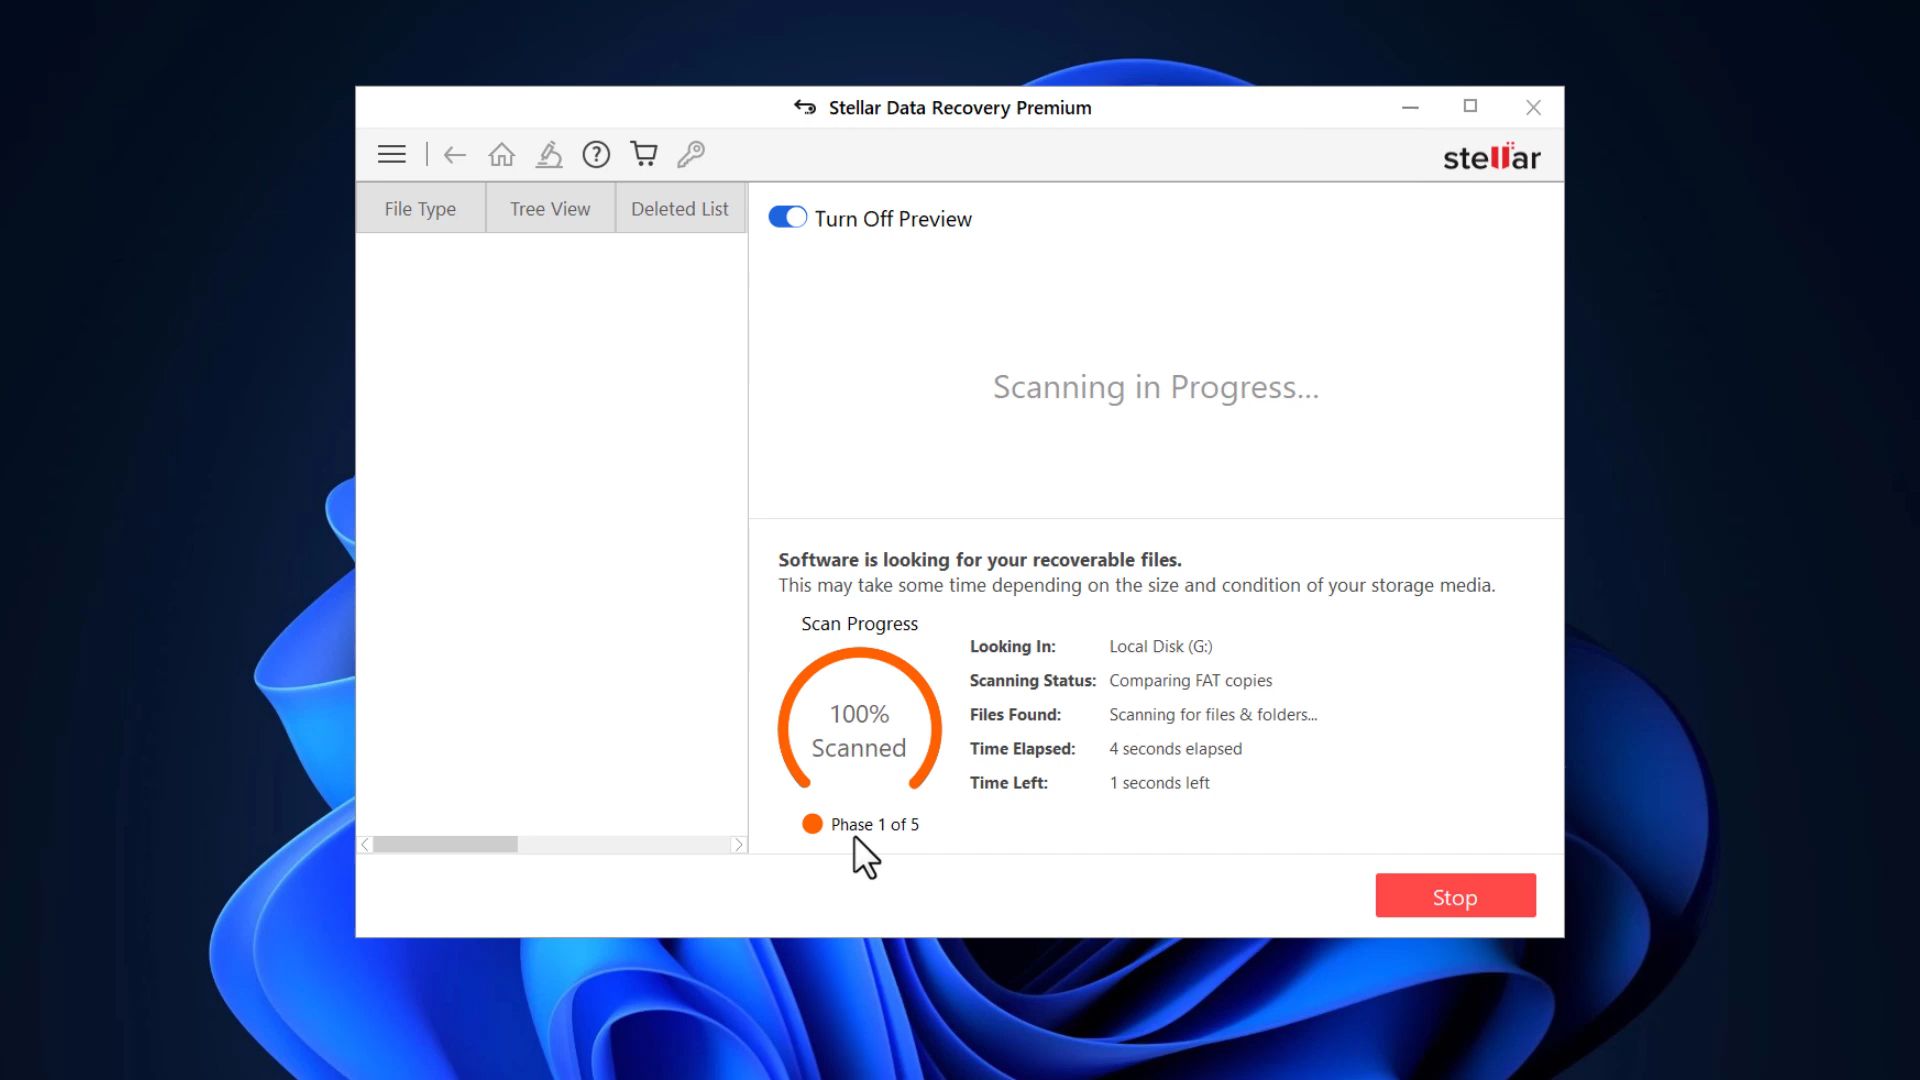 Stellar Data Recovery Premium
stellar
File Type
Tree View
Deleted List
Turn Off Preview
Scanning in Progress...
Software is looking for your recoverable files.
This may take some time depending on the size and condition of your storage media.
Scan Progress
100%
Scanned
Phase 1 of 5
Looking In: Local Disk (G:)
Scanning Status: Comparing FAT copies
Files Found: Scanning for files & folders...
Time Elapsed: 4 seconds elapsed
Time Left: 1 seconds left
Stop